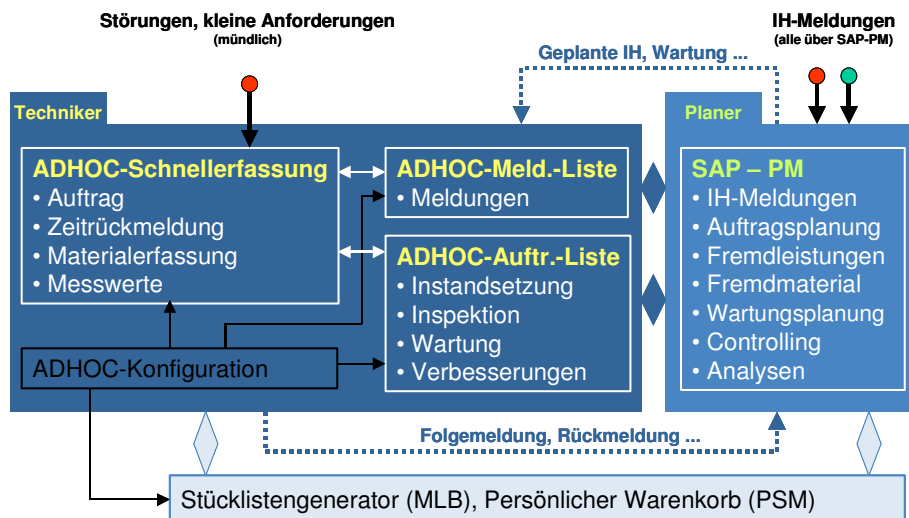 Störungen, kleine Anforderungen
(mündlich)
IH-Meldungen
(alle über SAP-PM)
Geplante IH, Wartung ...
Techniker
Planer
ADHOC-Schnellerfassung
• Auftrag
• Zeitrückmeldung
• Materialerfassung
• Messwerte
ADHOC-Meld.-Liste
• Meldungen
ADHOC-Auftr.-Liste
• Instandsetzung
• Inspektion
• Wartung
• Verbesserungen
SAP – PM
• IH-Meldungen
• Auftragsplanung
• Fremdleistungen
• Fremdmaterial
• Wartungsplanung
• Controlling
• Analysen
ADHOC-Konfiguration
Folgemeldung, Rückmeldung ...
Stücklistengenerator (MLB), Persönlicher Warenkorb (PSM)